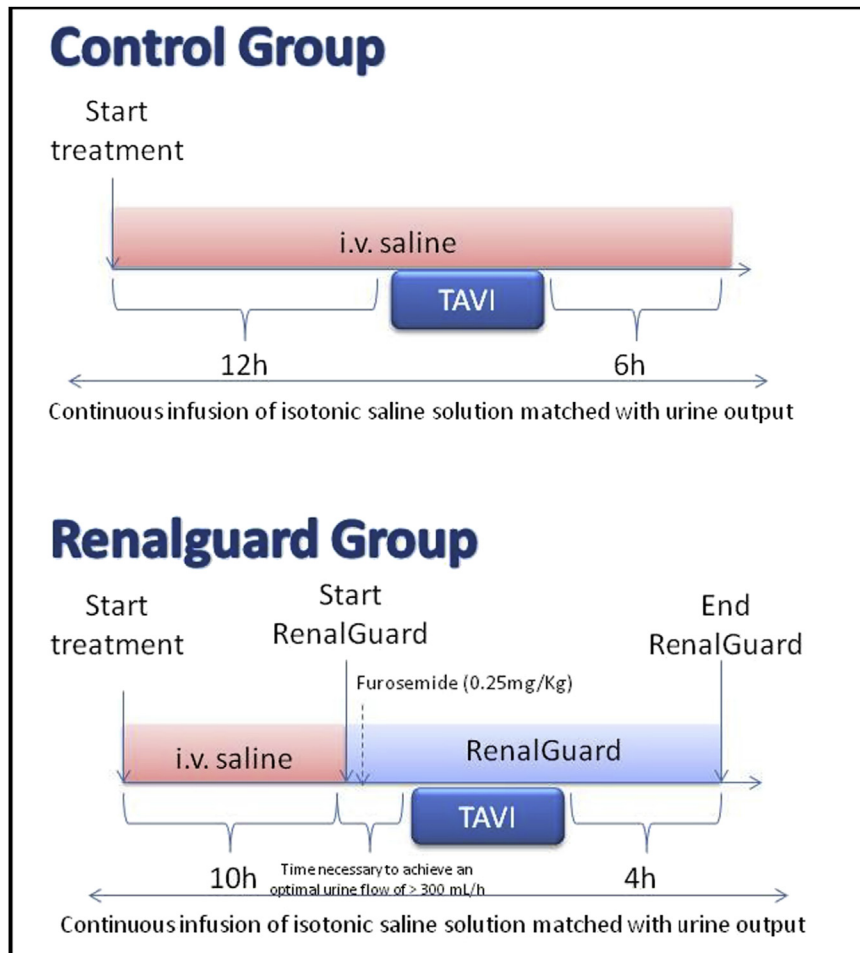 Control Group
Start
treatment
i.v. saline
TAVI
12h
6h
Continuous infusion of isotonic saline solution matched with urine output
Renalguard Group
Start
treatment
Start
RenalGuard
End
RenalGuard
Furosemide (0.25mg/Kg)
i.v. saline
RenalGuard
TAVI
10h
Time necessary to achieve an
optimal urine flow of > 300 mL/h
4h
Continuous infusion of isotonic saline solution matched with urine output